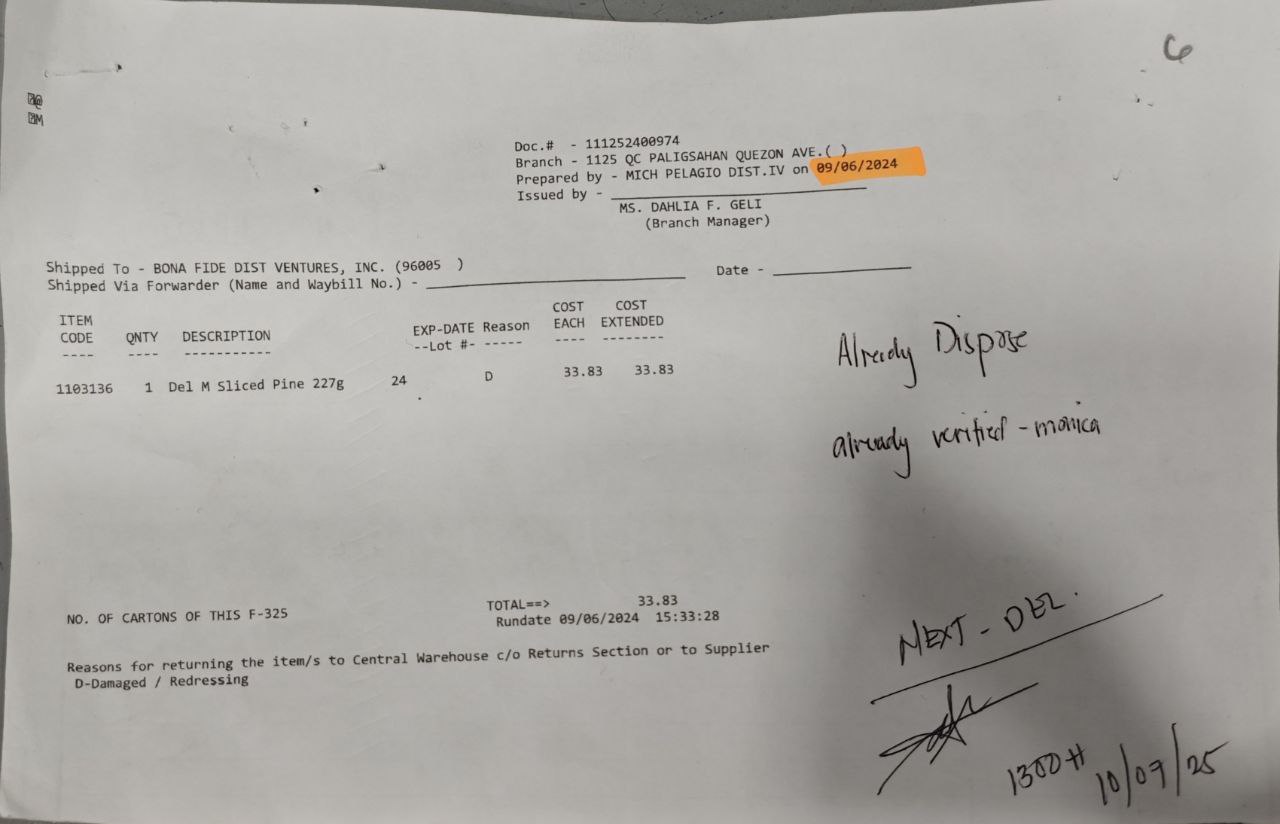 6
@
M
Doc.# - 111252400974
Branch - 1125 QC PALIGSAHAN QUEZON AVE.( )
Prepared by - MICH PELAGIO DIST.IV on 09/06/2024
Issued by - ____________________
MS. DAHLIA F. GELI
(Branch Manager)
Shipped To - BONA FIDE DIST VENTURES, INC. (96005 )
Shipped Via Forwarder (Name and Waybill No.) - ____________________ Date - ____________________
ITEM COST COST
CODE QNTY DESCRIPTION EXP-DATE Reason EACH EXTENDED
---- ---- ----------- --Lot #- ----- ---- --------
1103136 1 Del M Sliced Pine 227g 24 D 33.83 33.83
Already Dispose
already verified - monica
NO. OF CARTONS OF THIS F-325 TOTAL==> 33.83
Rundate 09/06/2024 15:33:28
Reasons for returning the item/s to Central Warehouse c/o Returns Section or to Supplier
D-Damaged / Redressing
NEXT - DEL.
1300H 10/09/25